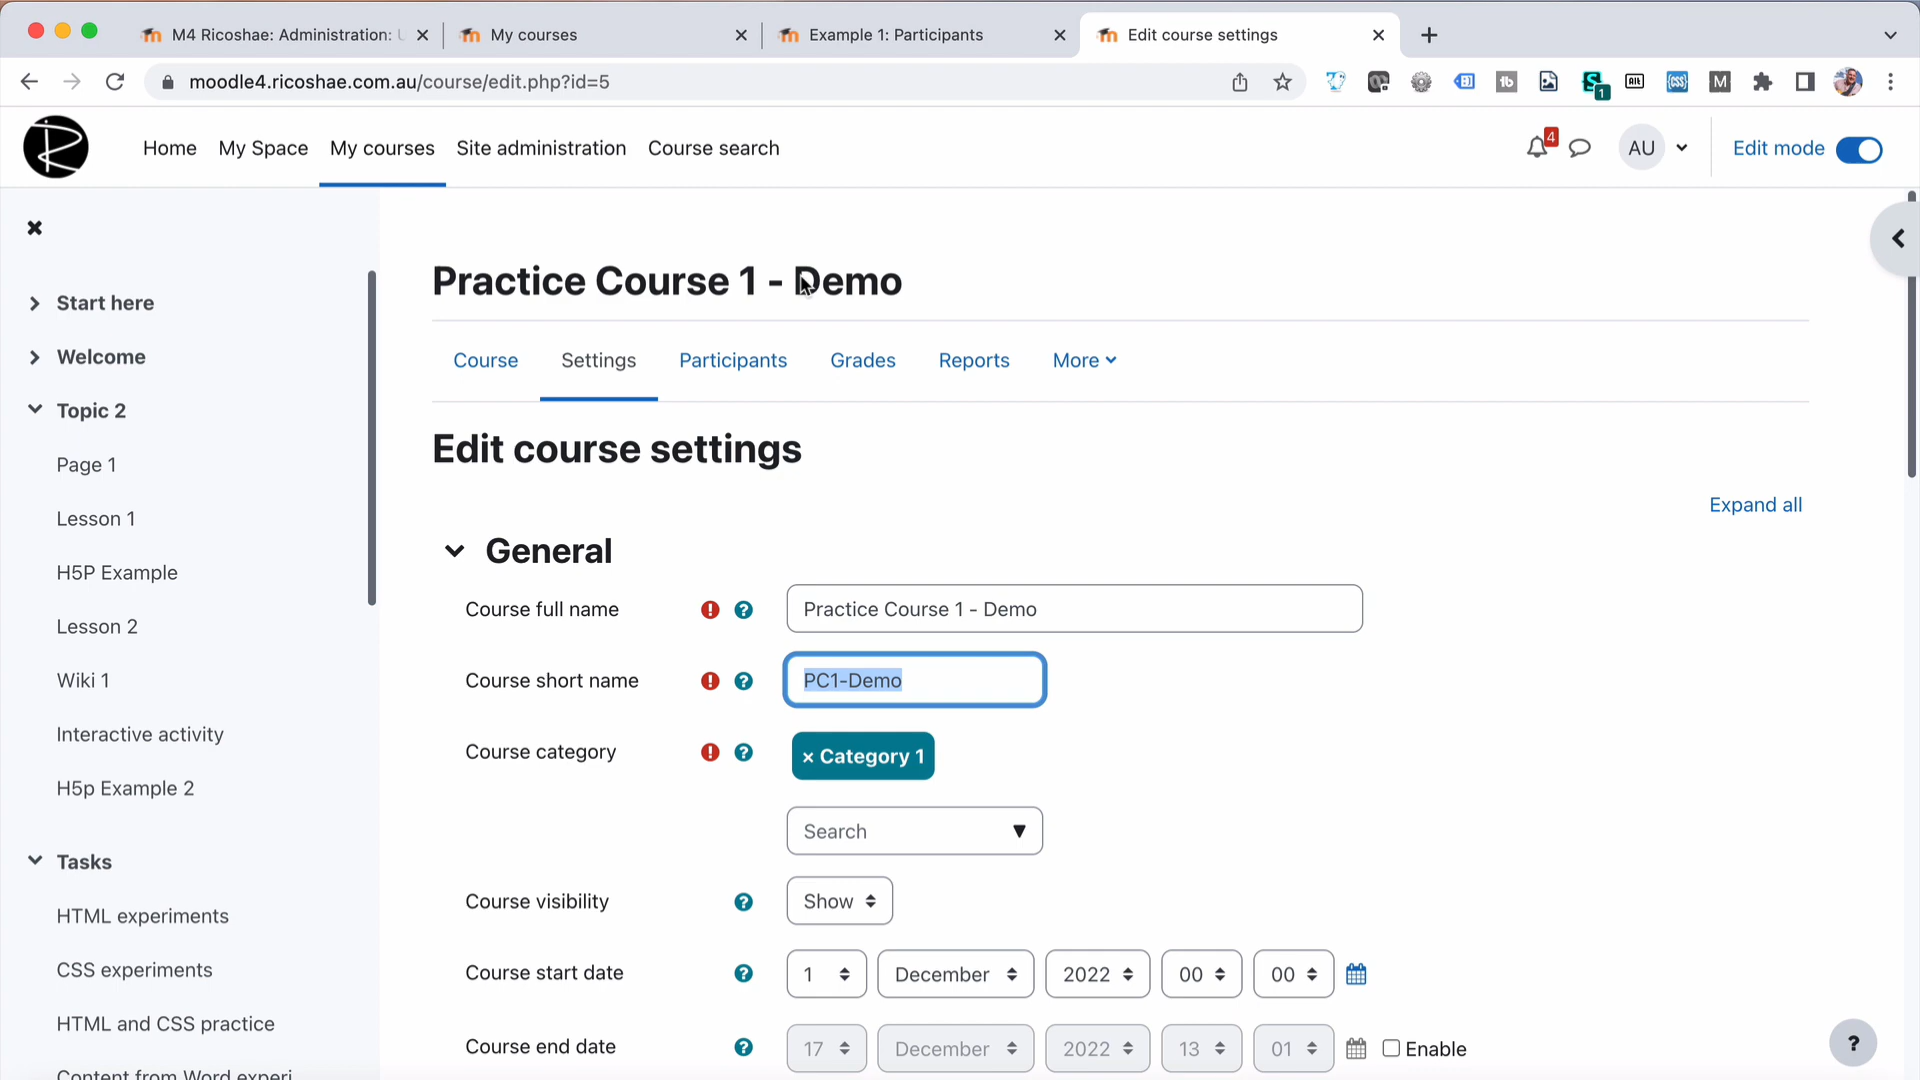 M4 Ricoshae: Administration:
My courses
Example 1: Participants
Edit course settings
moodle4.ricoshae.com.au/course/edit.php?id=5
1b
1
Alt
CSS
M
Home
My Space
My courses
Site administration
Course search
4
AU
Edit mode
Practice Course 1 - Demo
Start here
Welcome
Topic 2
Page 1
Lesson 1
H5P Example
Lesson 2
Wiki 1
Interactive activity
H5p Example 2
Tasks
HTML experiments
CSS experiments
HTML and CSS practice
Content from Word experi
Course
Settings
Participants
Grades
Reports
More
Edit course settings
Expand all
General
Course full name
! ?
Practice Course 1 - Demo
Course short name
! ?
PC1-Demo
Course category
! ?
× Category 1
Search ▼
Course visibility
?
Show
Course start date
?
1 December 2022 00 00
Course end date
?
17 December 2022 13 01
Enable
?